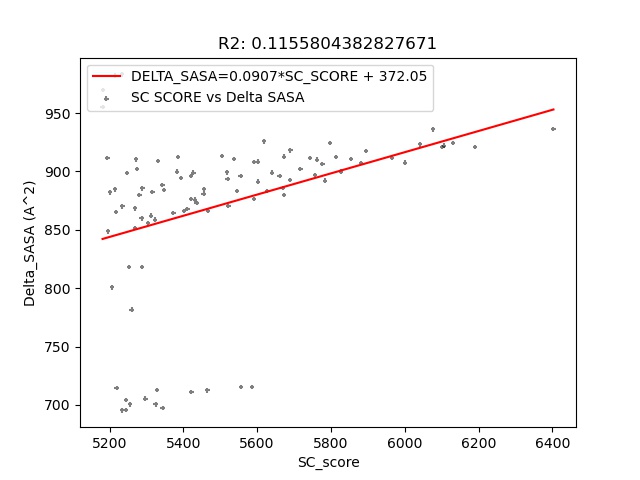 R2: 0.1155804382827671
DELTA_SASA=0.0907*SC_SCORE + 372.05
SC SCORE vs Delta SASA
950
900
850
800
750
700
Delta_SASA (A^2)
5200 5400 5600 5800 6000 6200 6400
SC_score